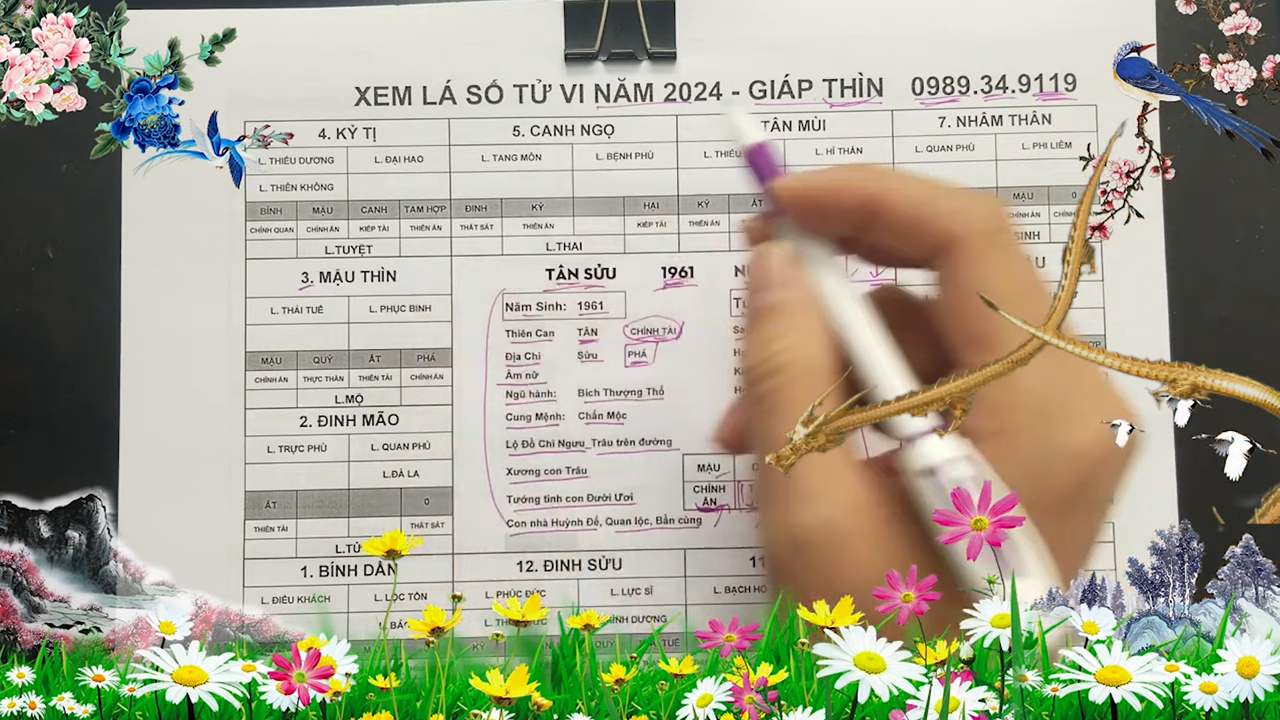 XEM LÁ SỐ TỬ VI NĂM 2024 - GIÁP THÌN 0989.34.9119
4. KỶ TỊ
5. CANH NGỌ
TÂN MÙI
7. NHÂM THÂN
L. THIẾU DƯƠNG L. ĐẠI HAO L. TANG MÔN L. BỆNH PHÙ L. HỈ THẦN L. QUAN PHÙ L. PHI LIÊM
L. THIÊN KHÔNG
BÍNH MẬU CANH TAM HỢP ĐINH KỶ HẠI KỶ ẤT MẬU 0
CHÍNH QUAN CHÍNH ẤN KIẾP TÀI THIÊN ẤN THẤT SÁT THIÊN ẤN KIẾP TÀI THIÊN ẤN CHÍNH ẤN
L.TUYỆT L.THAI SINH
3. MẬU THÌN
TÂN SỬU 1961
L. THÁI TUẾ L. PHỤC BINH
Năm Sinh: 1961
Thiên Can TÂN CHÍNH TÀI
Địa Chi Sửu PHÁ
Âm nữ
Ngũ hành: Bích Thượng Thổ
Cung Mệnh: Chấn Mộc
Lộ Đồ Chi Ngưu_Trâu trên đường
Xương con Trâu
Tướng tinh con Đười Ươi
Con nhà Huỳnh Đế, Quan lộc, Bần cùng
MẬU QUÝ ẤT PHÁ
CHÍNH ẤN THỰC THẦN THIÊN TÀI CHÍNH ẤN
L.MỘ
2. ĐINH MÃO
L. TRỰC PHÙ L. QUAN PHỦ
L.ĐÀ LA
ẤT 0
THIÊN TÀI THẤT SÁT
MẬU
CHÍNH ẤN
1. BÍNH DẦN
12. ĐINH SỬU
L. ĐIẾU KHÁCH L. LỘC TỒN L. PHÚC ĐỨC L. LỰC SĨ